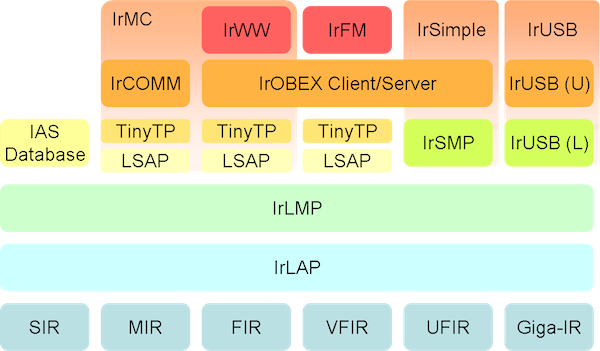 IrMC
IrWW
IrFM
IrSimple
IrUSB
IrCOMM
IrOBEX Client/Server
IrUSB (U)
IAS
Database
TinyTP
TinyTP
TinyTP
IrSMP
IrUSB (L)
LSAP
LSAP
LSAP
IrLMP
IrLAP
SIR
MIR
FIR
VFIR
UFIR
Giga-IR